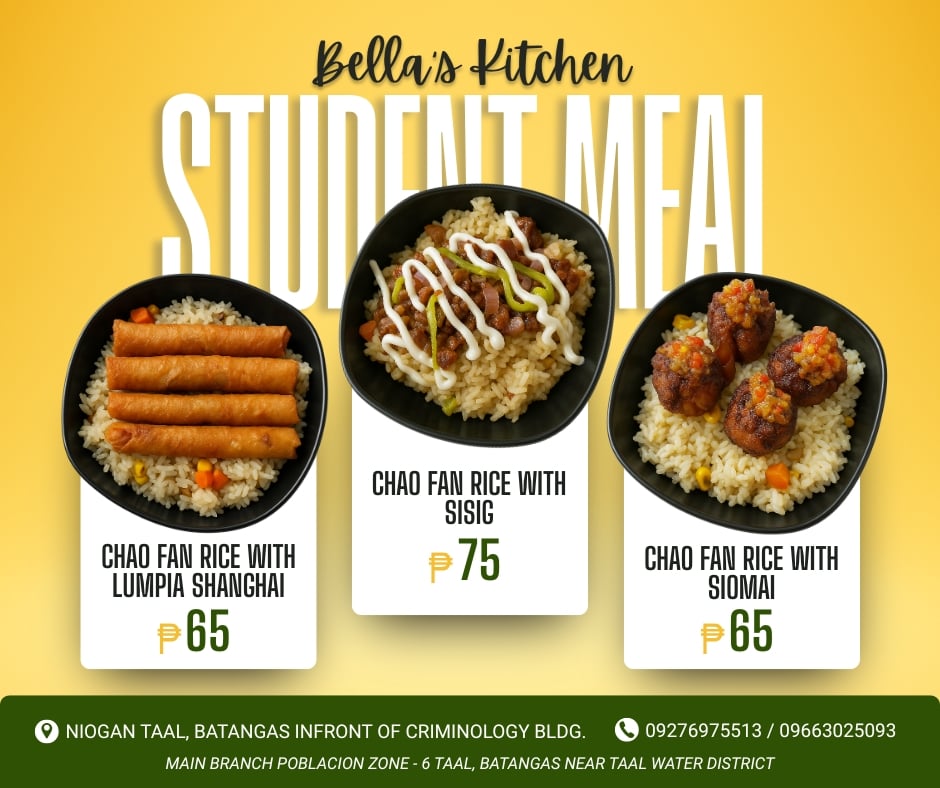 Bella's Kitchen
STUDENT MEAL
CHAO FAN RICE WITH
LUMPIA SHANGHAI
₱65
CHAO FAN RICE WITH
SISIG
₱75
CHAO FAN RICE WITH
SIOMAI
₱65
NIOGAN TAAL, BATANGAS INFRONT OF CRIMINOLOGY BLDG.
09276975513 / 09663025093
MAIN BRANCH POBLACION ZONE - 6 TAAL, BATANGAS NEAR TAAL WATER DISTRICT